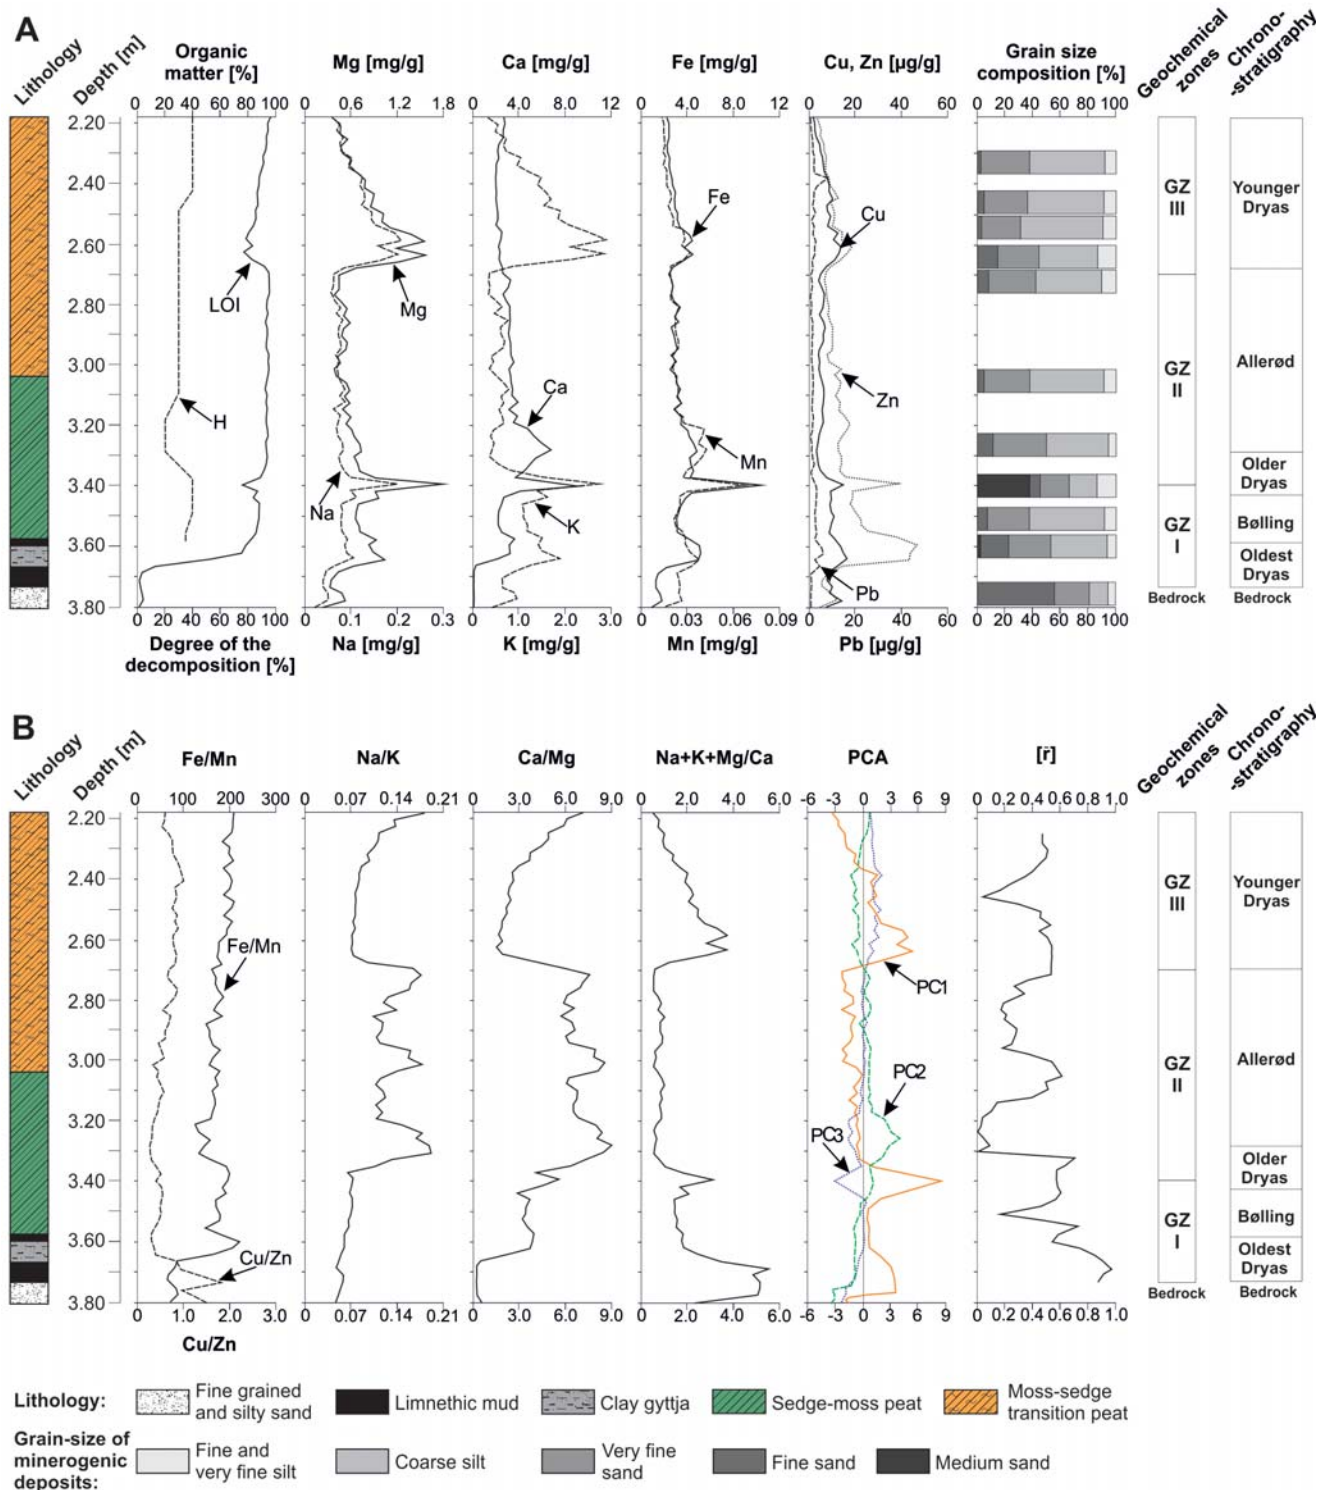 A
Lithology
Depth [m]
Organic
matter [%]
Mg [mg/g]
Ca [mg/g]
Fe [mg/g]
Cu, Zn [µg/g]
Grain size
composition [%]
Geochemical
zones
Chrono-
-stratigraphy
0 20 40 60 80 100
0 0.6 1.2 1.8
0 4.0 8.0 12
0 4.0 8.0 12
0 20 40 60
0 20 40 60 80 100
2.20
2.40
2.60
2.80
3.00
3.20
3.40
3.60
3.80
LOI
H
Mg
Na
Ca
K
Fe
Mn
Cu
Zn
Pb
GZ
III
GZ
II
GZ
I
Bedrock
Younger
Dryas
Allerød
Older
Dryas
Bølling
Oldest
Dryas
Bedrock
0 20 40 60 80 100
0 0.1 0.2 0.3
0 1.0 2.0 3.0
0 0.03 0.06 0.09
0 20 40 60
0 20 40 60 80 100
Degree of the
decomposition [%]
Na [mg/g]
K [mg/g]
Mn [mg/g]
Pb [µg/g]
B
Lithology
Depth [m]
Fe/Mn
Na/K
Ca/Mg
Na+K+Mg/Ca
PCA
[r̄]
Geochemical
zones
Chrono-
-stratigraphy
0 100 200 300
0 0.07 0.14 0.21
0 3.0 6.0 9.0
0 2.0 4.0 6.0
-6 -3 0 3 6 9
0 0.2 0.4 0.6 0.8 1.0
2.20
2.40
2.60
2.80
3.00
3.20
3.40
3.60
3.80
Fe/Mn
Cu/Zn
PC1
PC2
PC3
GZ
III
GZ
II
GZ
I
Bedrock
Younger
Dryas
Allerød
Older
Dryas
Bølling
Oldest
Dryas
Bedrock
0 1.0 2.0 3.0
0 0.07 0.14 0.21
0 3.0 6.0 9.0
0 2.0 4.0 6.0
-6 -3 0 3 6 9
0 0.2 0.4 0.6 0.8 1.0
Cu/Zn
Lithology:
Fine grained
and silty sand
Limnethic mud
Clay gyttja
Sedge-moss peat
Moss-sedge
transition peat
Grain-size of
minerogenic
deposits:
Fine and
very fine silt
Coarse silt
Very fine
sand
Fine sand
Medium sand